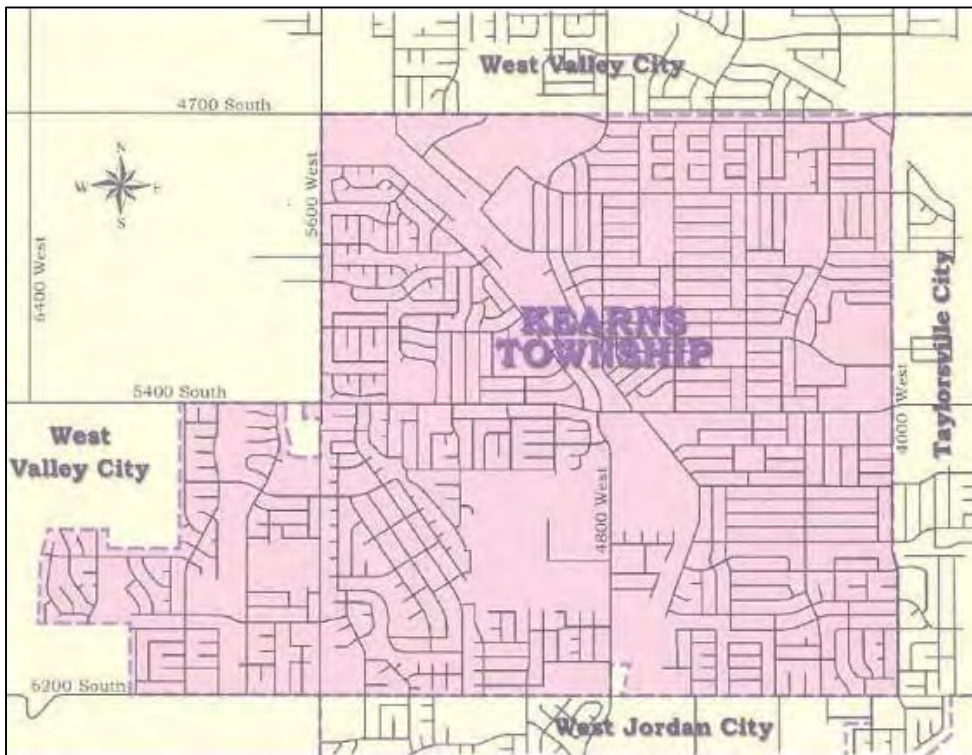 West Valley City
4700 South
N
W E
S
5600 West
6400 West
KEARNS
TOWNSHIP
Taylorsville City
4000 West
5400 South
West
Valley City
4800 West
6200 South
West Jordan City